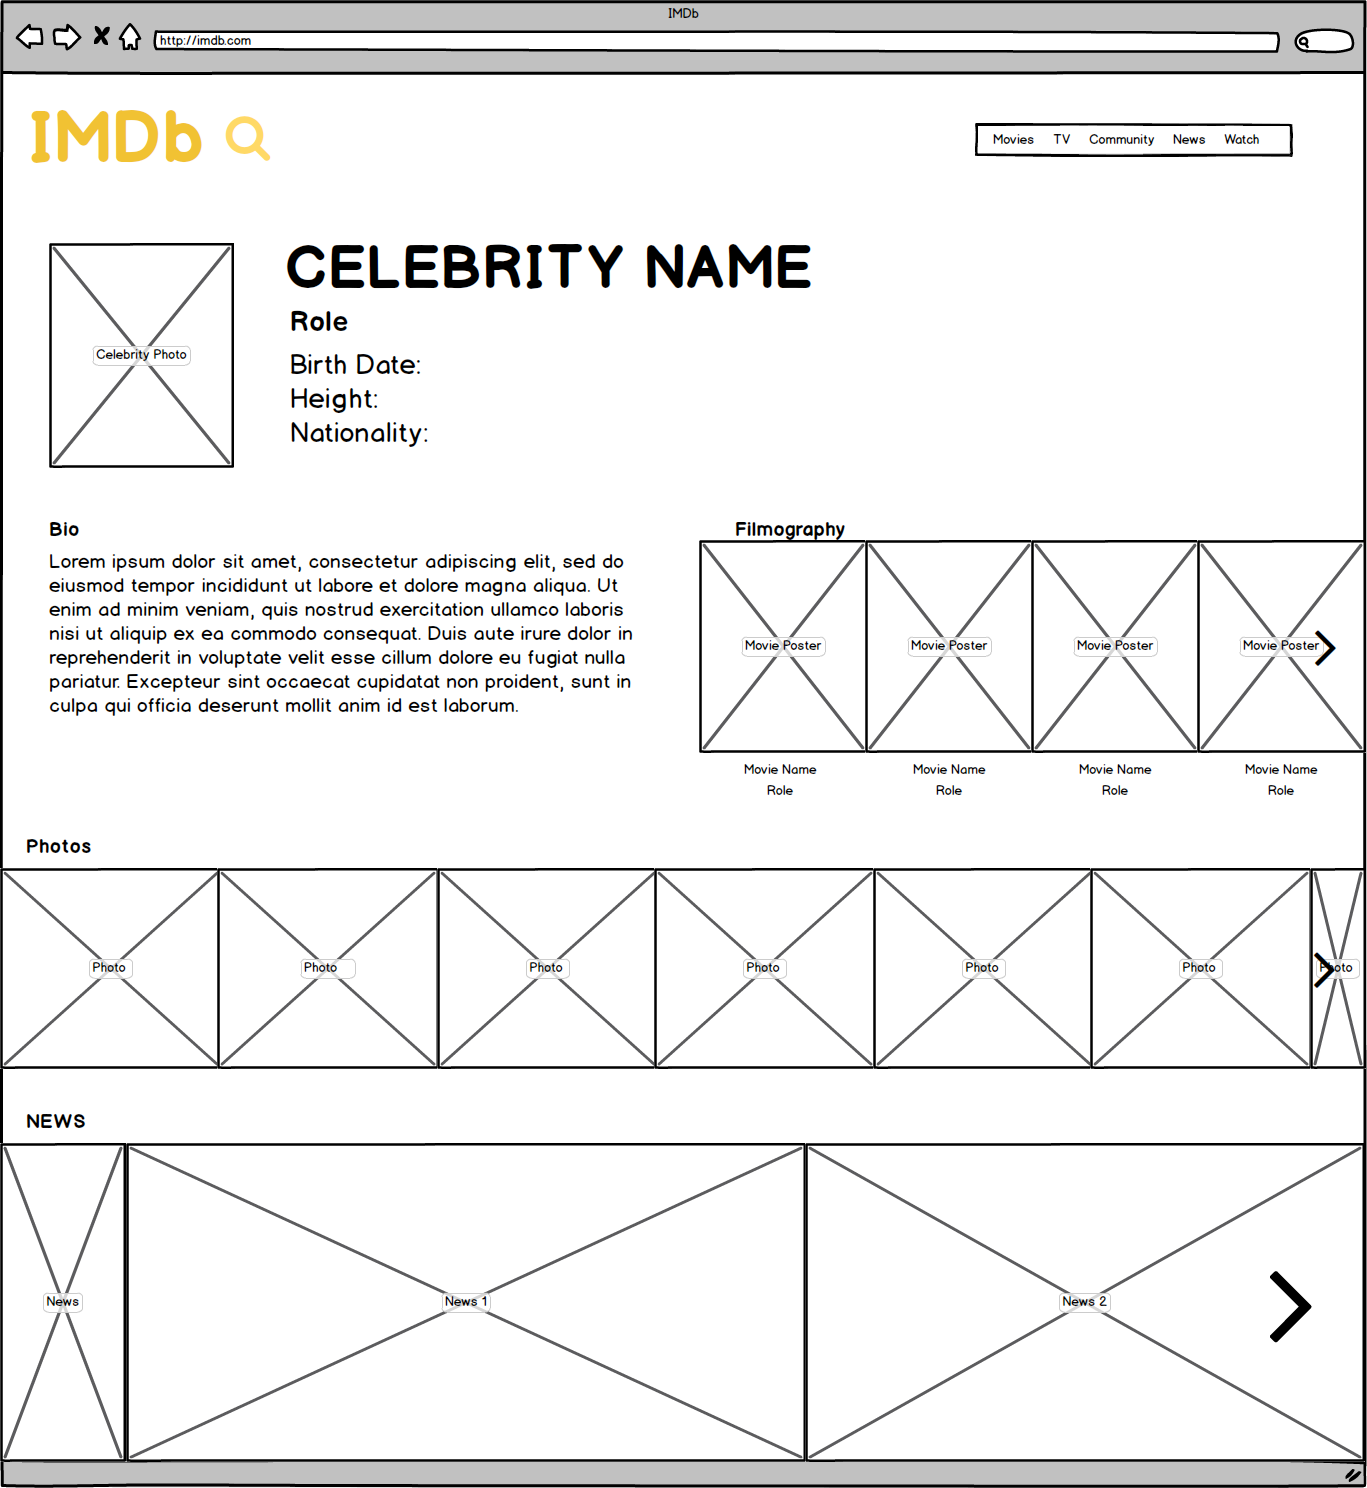 IMDb
http://imdb.com
IMDb
Movies TV Community News Watch
CELEBRITY NAME
Role
Celebrity Photo
Birth Date:
Height:
Nationality:
Bio
Lorem ipsum dolor sit amet, consectetur adipiscing elit, sed do
eiusmod tempor incididunt ut labore et dolore magna aliqua. Ut
enim ad minim veniam, quis nostrud exercitation ullamco laboris
nisi ut aliquip ex ea commodo consequat. Duis aute irure dolor in
reprehenderit in voluptate velit esse cillum dolore eu fugiat nulla
pariatur. Excepteur sint occaecat cupidatat non proident, sunt in
culpa qui officia deserunt mollit anim id est laborum.
Filmography
Movie Poster Movie Poster Movie Poster Movie Poster
Movie Name Movie Name Movie Name Movie Name
Role Role Role Role
Photos
Photo Photo Photo Photo Photo Photo Photo
NEWS
News News 1 News 2